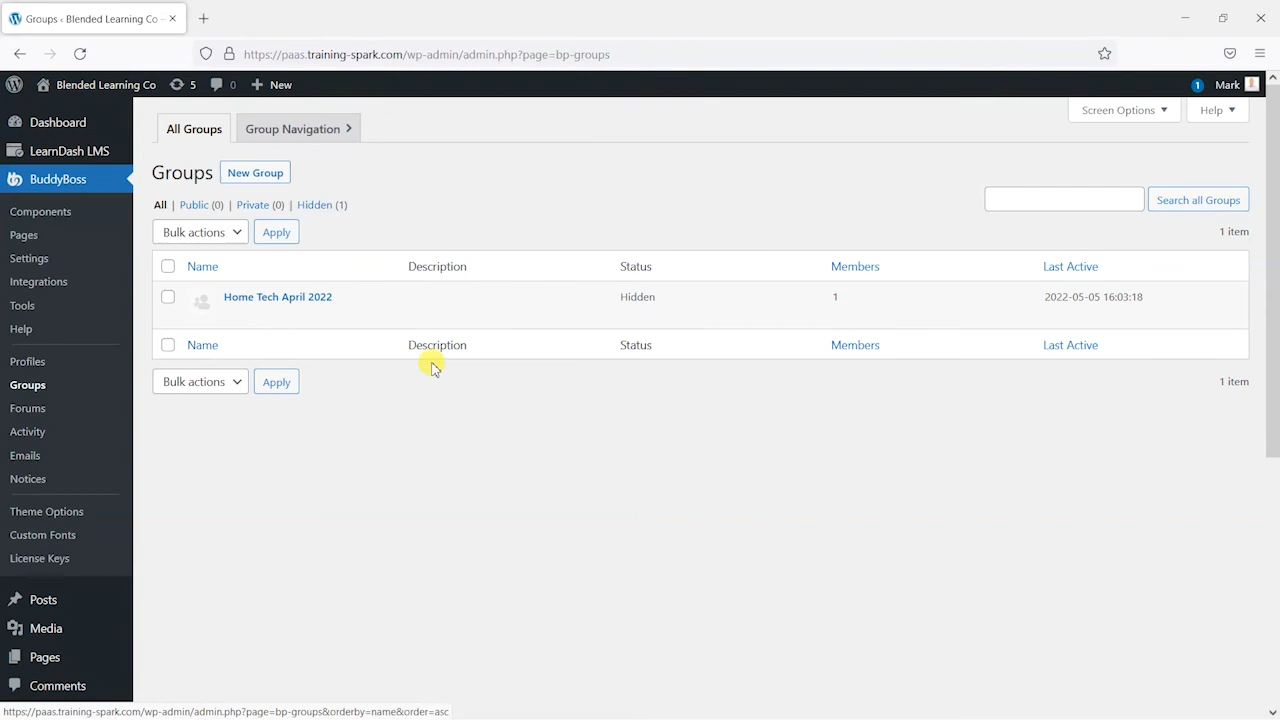 Groups ‹ Blended Learning Co —
https://paas.training-spark.com/wp-admin/admin.php?page=bp-groups
Blended Learning Co 5 0 New 1 Mark
Screen Options Help
All Groups Group Navigation
Groups New Group
All | Public (0) | Private (0) | Hidden (1)
Search all Groups
Bulk actions Apply 1 item
Name Description Status Members Last Active
Home Tech April 2022 Hidden 1 2022-05-05 16:03:18
Name Description Status Members Last Active
Bulk actions Apply 1 item
Dashboard
LearnDash LMS
BuddyBoss
Components
Pages
Settings
Integrations
Tools
Help
Profiles
Groups
Forums
Activity
Emails
Notices
Theme Options
Custom Fonts
License Keys
Posts
Media
Pages
Comments
https://paas.training-spark.com/wp-admin/admin.php?page=bp-groups&orderby=name&order=asc